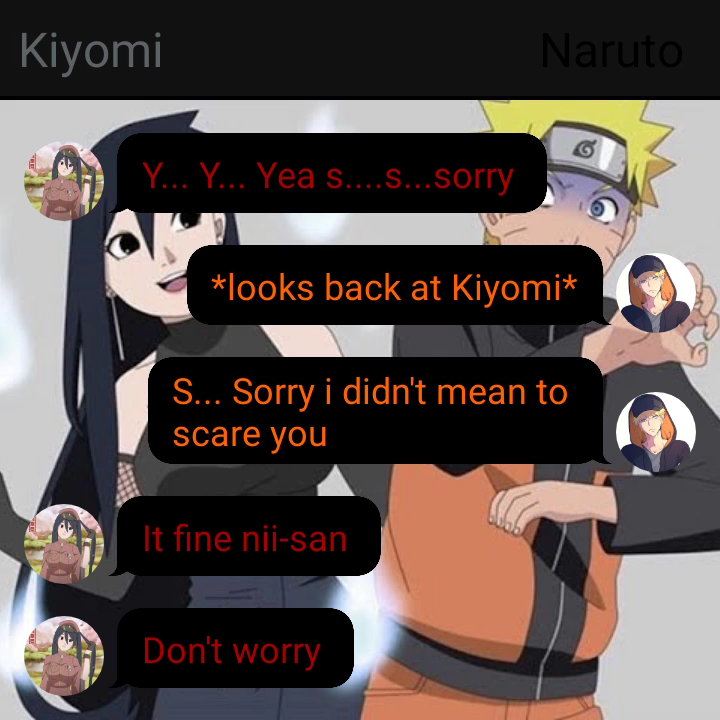 Kiyomi Naruto
Y... Y... Yea s....s...sorry
*looks back at Kiyomi*
S... Sorry i didn't mean to
scare you
It fine nii-san
Don't worry